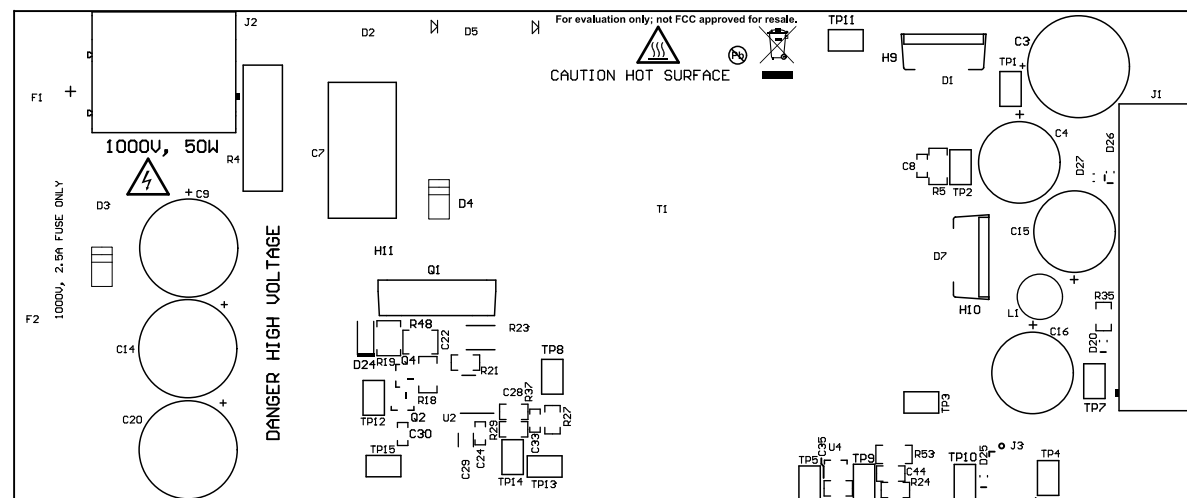 For evaluation only; not FCC approved for resale.
J2
D2
D5
TP11
C3
Pb
CAUTION HOT SURFACE
H9
D1
TP1
F1
J1
1000V, 50W
R4
C7
C4
D26
C8
D27
R5
TP2
C9
D3
D4
T1
1000V, 2.5A FUSE ONLY
DANGER HIGH VOLTAGE
C15
H11
D7
Q1
R35
H10
L1
F2
R48
R23
C22
C16
C14
D20
D24
R19
Q4
R21
TP8
R18
R37
C28
TP3
TP7
C20
TP12
Q2
U2
R27
C30
R29
C33
TP15
C24
C29
TP14
TP13
C35
U4
R53
J3
TP5
TP9
C44
R24
TP10
D25
TP4